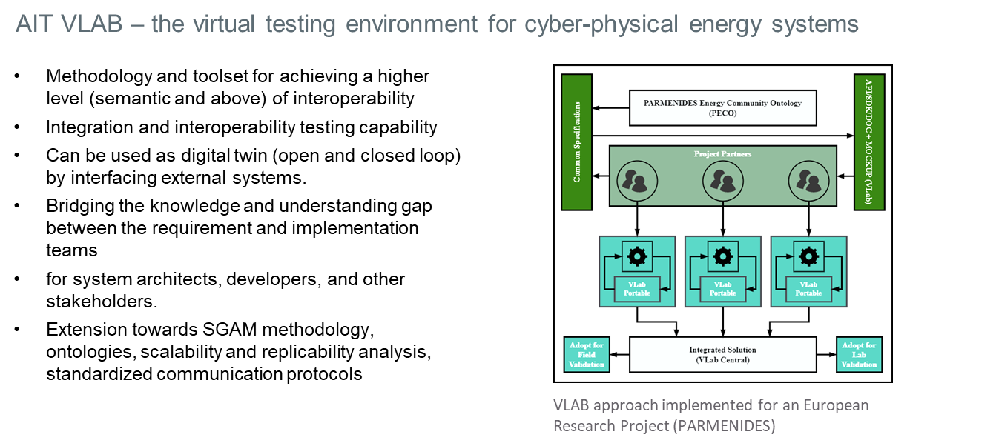 AIT VLAB – the virtual testing environment for cyber-physical energy systems
• Methodology and toolset for achieving a higher
level (semantic and above) of interoperability
• Integration and interoperability testing capability
• Can be used as digital twin (open and closed loop)
by interfacing external systems.
• Bridging the knowledge and understanding gap
between the requirement and implementation
teams
• for system architects, developers, and other
stakeholders.
• Extension towards SGAM methodology,
ontologies, scalability and replicability analysis,
standardized communication protocols
Common Specifications
PARMENIDES Energy Community Ontology
(PECO)
API/SDK/DOC + MOCKUP (VLab)
Project Partners
VLab
Portable
VLab
Portable
VLab
Portable
Adopt for
Field
Validation
Integrated Solution
(VLab Central)
Adopt for
Lab
Validation
VLAB approach implemented for an European
Research Project (PARMENIDES)